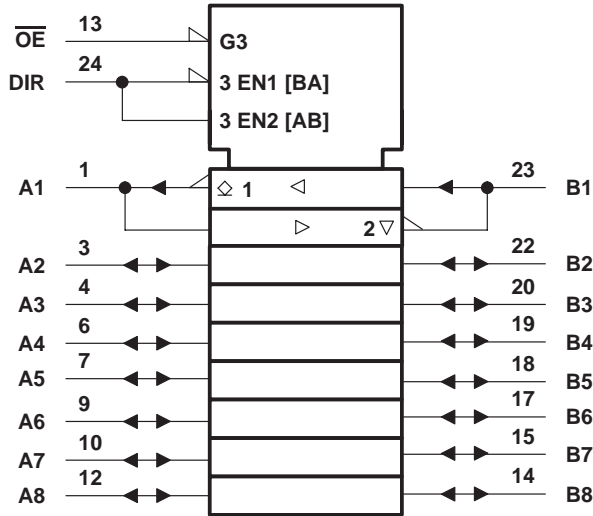 OE 13 G3
DIR 24 3 EN1 [BA]
3 EN2 [AB]
A1 1 1 23 B1
2
A2 3 22 B2
A3 4 20 B3
A4 6 19 B4
A5 7 18 B5
A6 9 17 B6
A7 10 15 B7
A8 12 14 B8